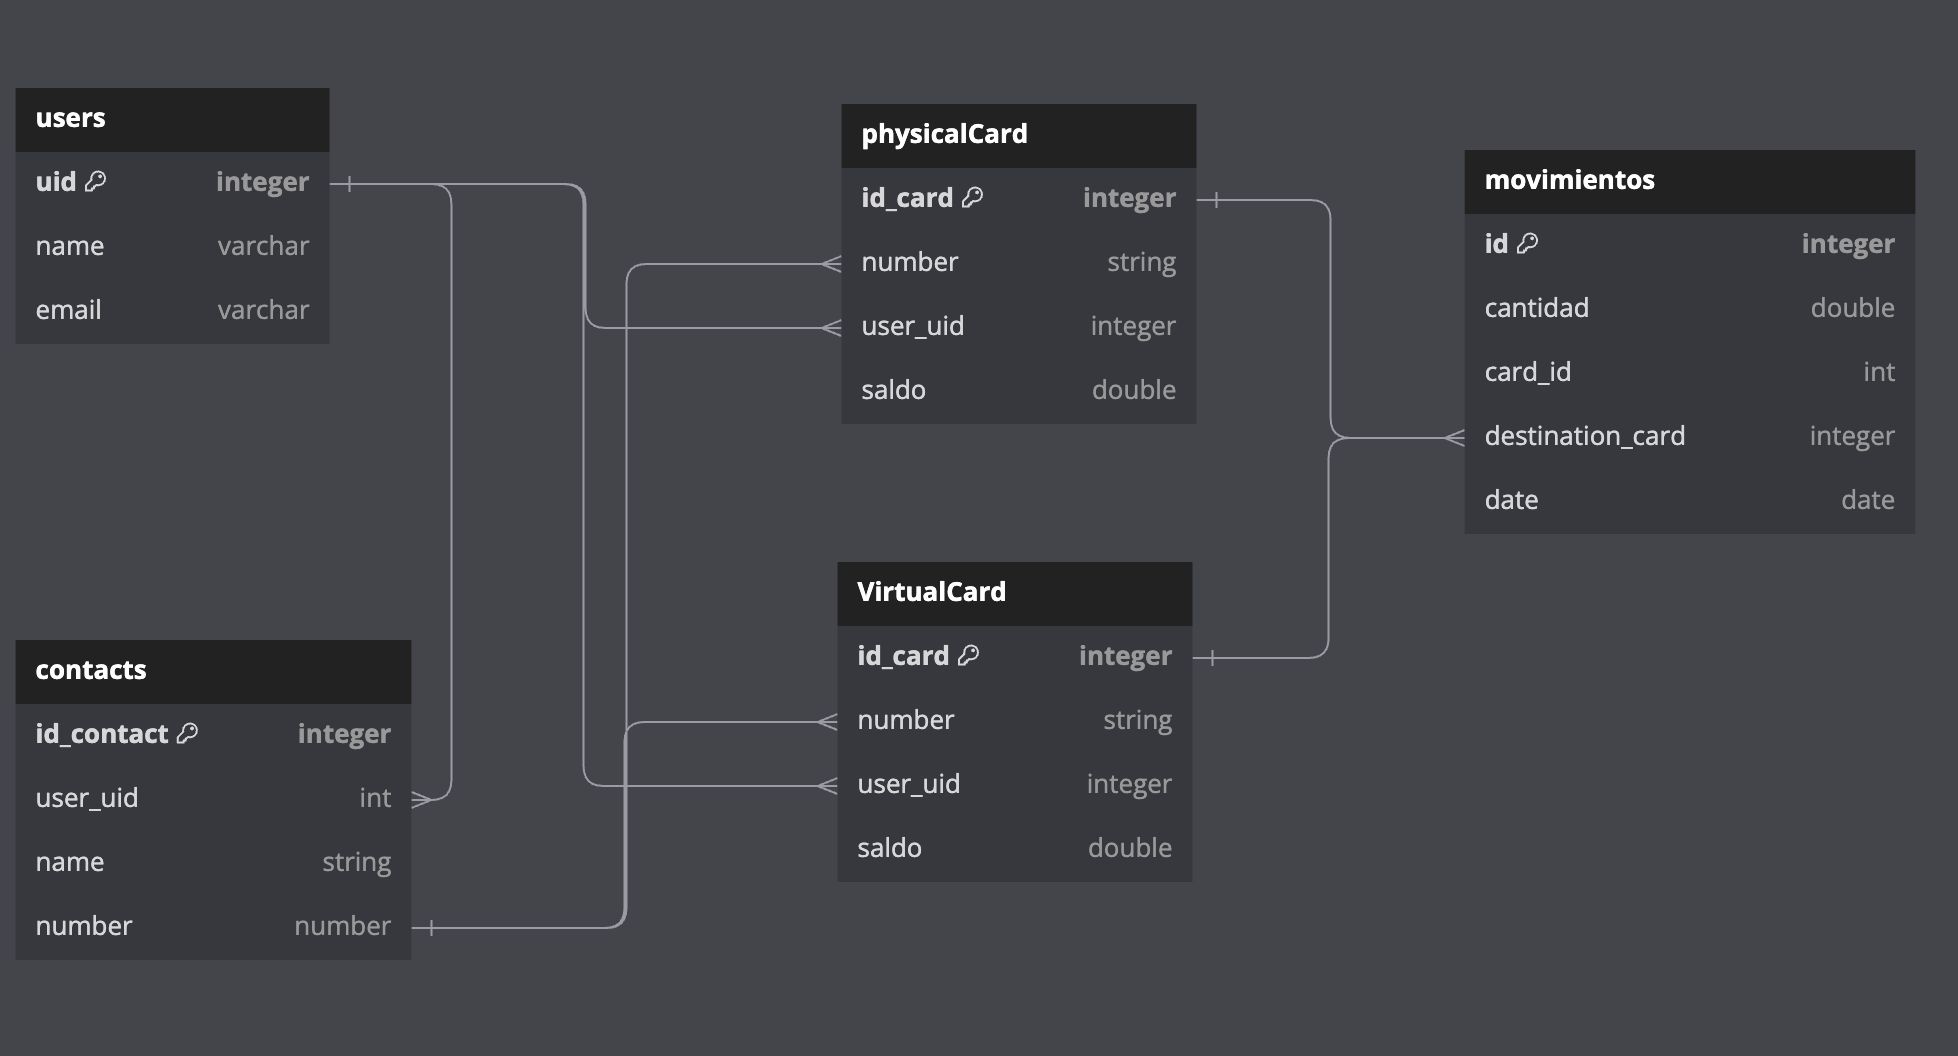 users
uid integer
name varchar
email varchar
physicalCard
id_card integer
number string
user_uid integer
saldo double
movimientos
id integer
cantidad double
card_id int
destination_card integer
date date
contacts
id_contact integer
user_uid int
name string
number number
VirtualCard
id_card integer
number string
user_uid integer
saldo double